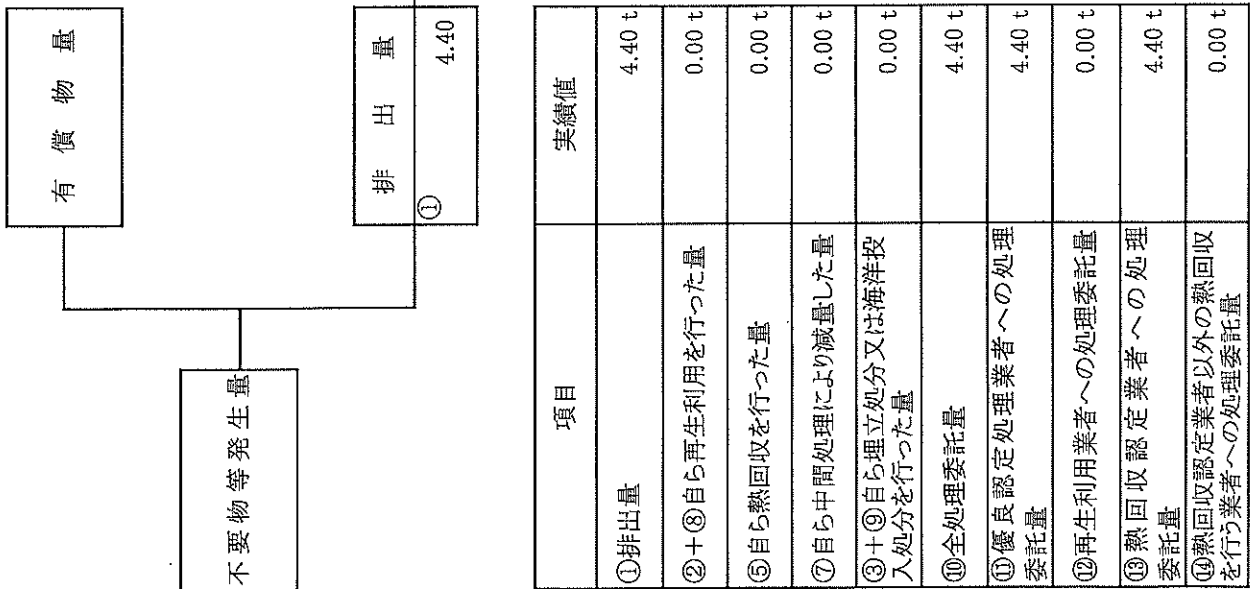 有償物量
排出量
①
4.40
不要物等発生量
項目
実績値
①排出量
4.40 t
②+⑧自ら再生利用を行った量
0.00 t
⑤自ら熱回収を行った量
0.00 t
⑦自ら中間処理により減量した量
0.00 t
③+⑨自ら埋立処分又は海洋投
入処分を行った量
0.00 t
⑩全処理委託量
4.40 t
⑪優良認定処理業者への処理
委託量
4.40 t
⑫再生利用業者への処理委託量
0.00 t
⑬熱回収認定業者への処理
委託量
4.40 t
⑭熱回収認定業者以外の熱回収
を行う業者への処理委託量
0.00 t